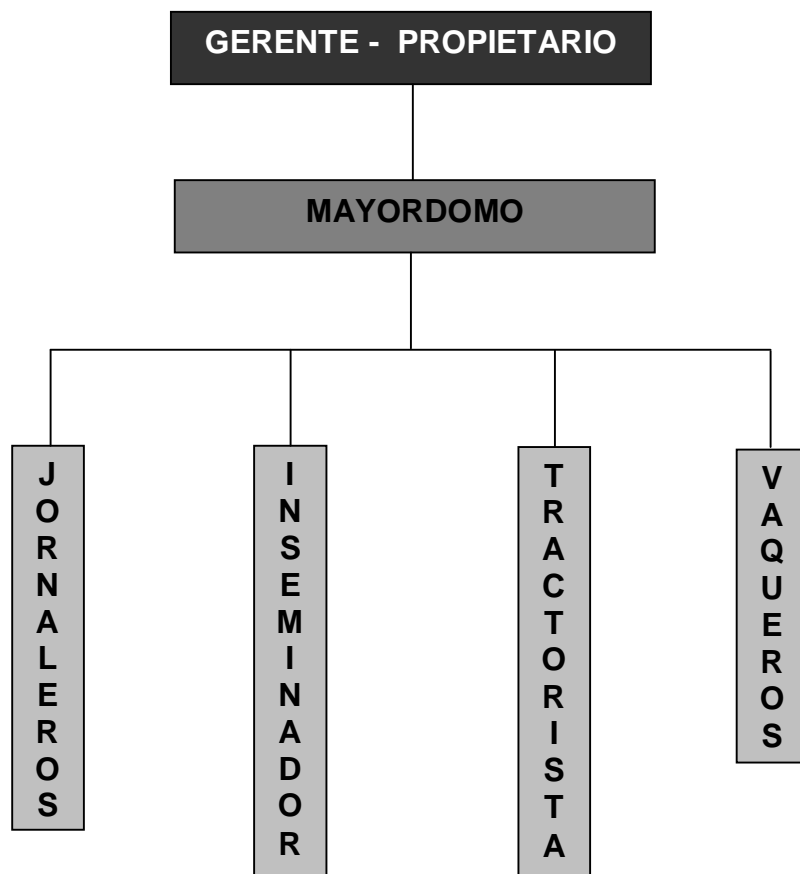 GERENTE - PROPIETARIO
MAYORDOMO
JORNALEROS
INSEMINADOR
TRACTORISTA
VAQUEROS